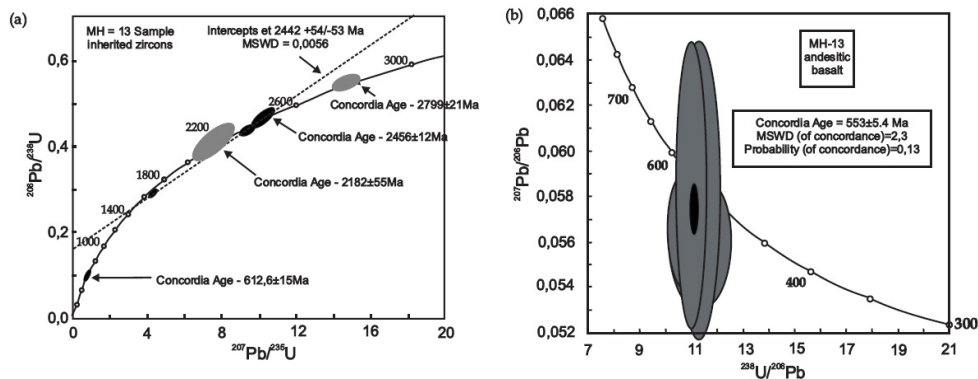 (a)
MH = 13 Sample
Inherited zircons
Intercepts et 2442 +54/-53 Ma
MSWD = 0,0056
3000
0,6
Concordia Age - 2799±21Ma
2600
Concordia Age - 2456±12Ma
2200
0,4
Concordia Age - 2182±55Ma
1800
1400
0,2
1000
Concordia Age - 612,6±15Ma
0,0
0
4
8
12
16
20
²⁰⁶Pb/²³⁸U
²⁰⁷Pb/²³⁵U
(b)
0,066
0,064
0,062
0,060
0,058
0,056
0,054
0,052
²⁰⁷Pb/²⁰⁶Pb
MH-13
andesitic
basalt
Concordia Age = 553±5.4 Ma
MSWD (of concordance)=2,3
Probability (of concordance)=0,13
700
600
400
300
7
9
11
13
15
17
19
21
²³⁸U/²⁰⁶Pb